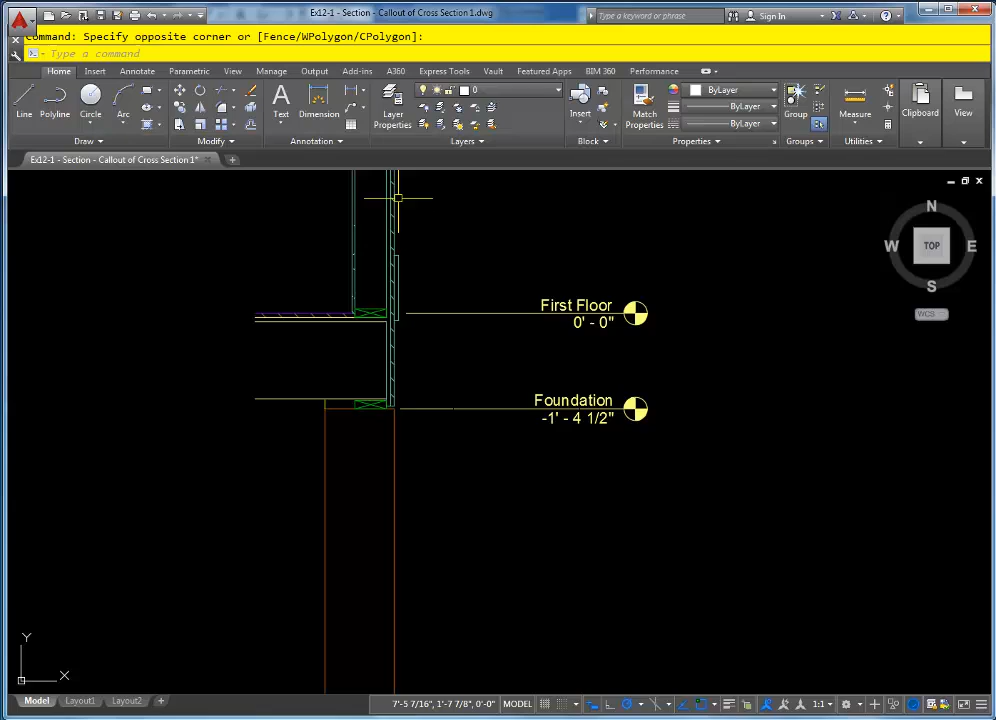 Ex12-1 - Section - Callout of Cross Section 1.dwg
Type a keyword or phrase
Sign In
Command: Specify opposite corner or [Fence/WPolygon/CPolygon]:
Type a command
Home Insert Annotate Parametric View Manage Output Add-ins A360 Express Tools Vault Featured Apps BIM 360 Performance
0
ByLayer
ByLayer
ByLayer
Line Polyline Circle Arc
Text Dimension
Layer Properties
Insert
Match Properties
Group
Measure
Clipboard
View
Draw Modify Annotation Layers Block Properties Groups Utilities
Ex12-1 - Section - Callout of Cross Section 1*
N
W TOP E
S
WCS
First Floor
0' - 0"
Foundation
-1' - 4 1/2"
Y
X
Model Layout1 Layout2
7'-5 7/16", 1'-7 7/8", 0'-0" MODEL 1:1